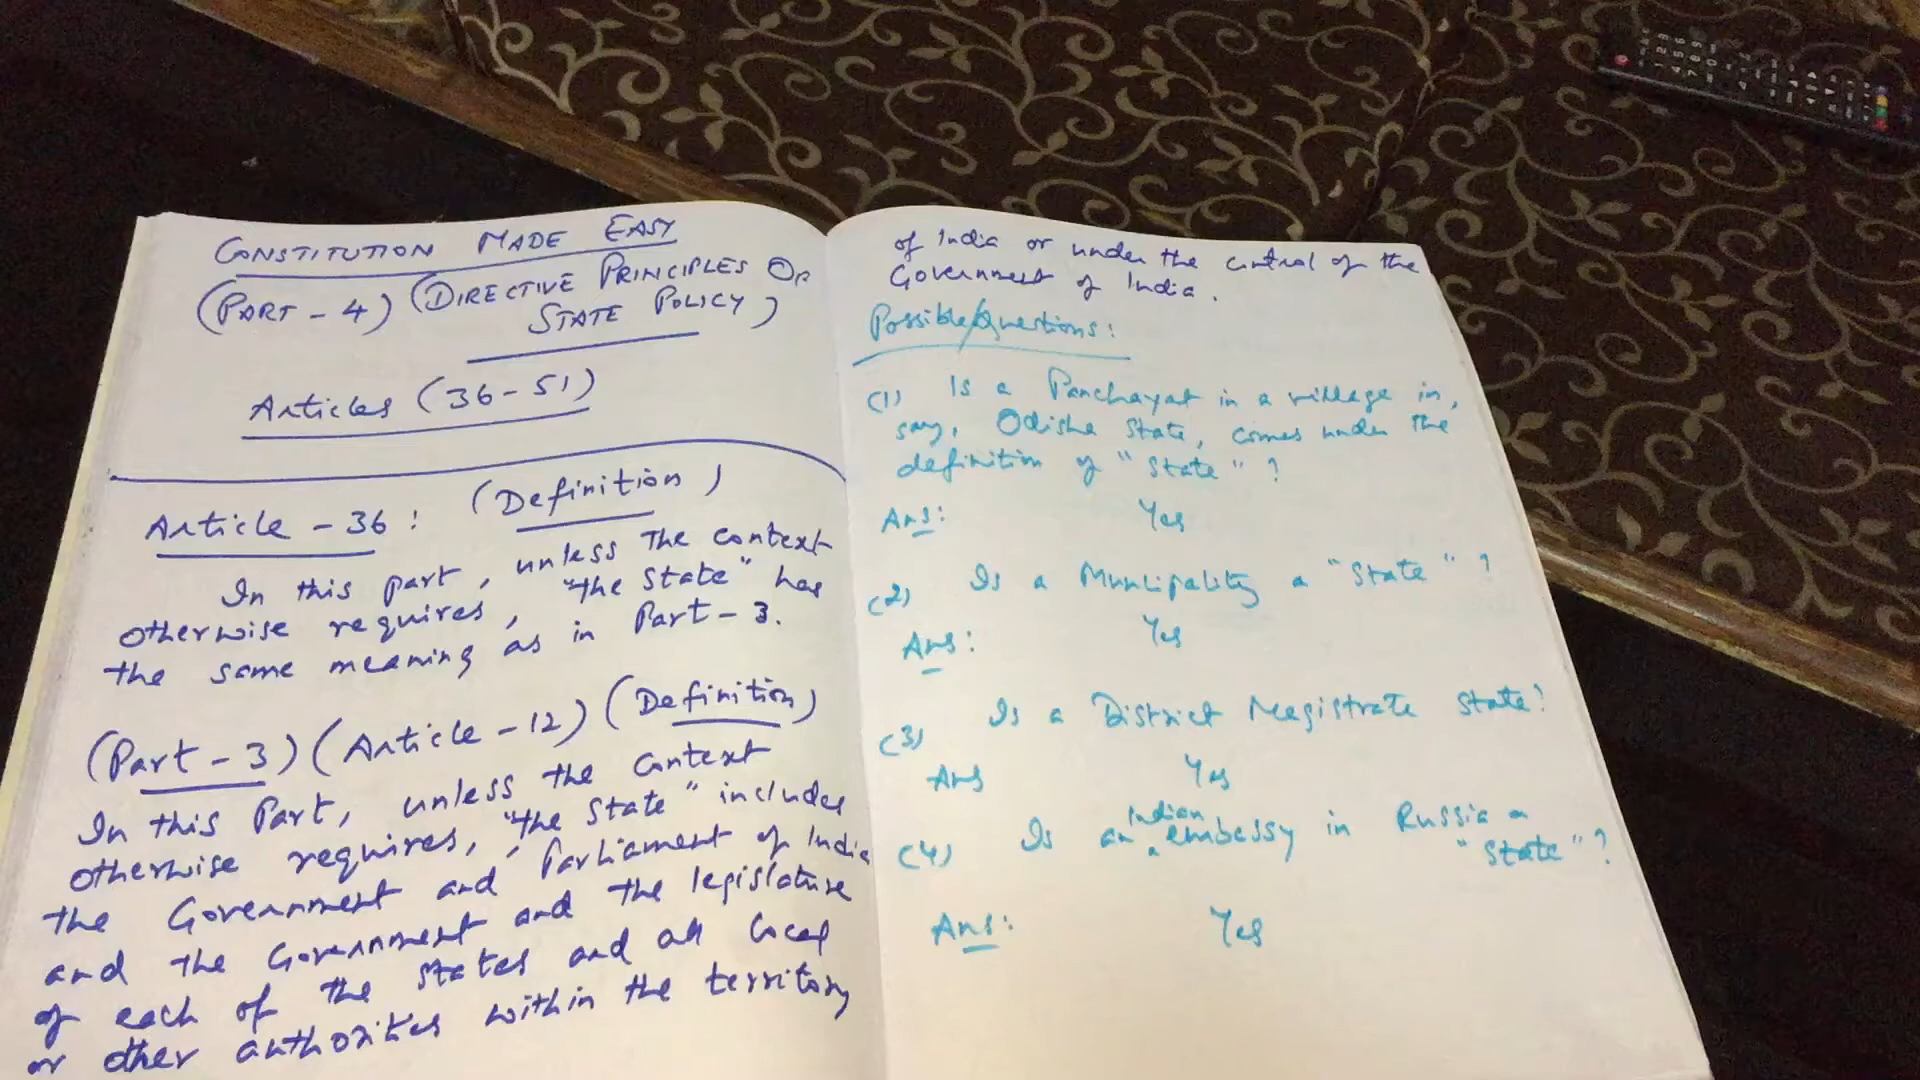 CONSTITUTION MADE EASY
(PART - 4) (DIRECTIVE PRINCIPLES OF
STATE POLICY)
Articles (36-51)
Article - 36: (Definition)
In this part, unless the context
otherwise requires, "the State" has
the same meaning as in Part - 3.
(Part - 3) (Article - 12) (Definition)
In this Part, unless the context
otherwise requires, "the State" includes
the Government and Parliament of India
and the Government and the legislature
of each of the States and all local
or other authorities within the territory
of India or under the control of the
Government of India.
Possible/Questions:
(1) Is a Panchayat in a village in,
say, Odisha State, comes under the
definition of "State"?
Ans: Yes
(2) Is a Municipality a "State"?
Ans: Yes
(3) Is a District Magistrate State?
Ans Yes
(4) Is an Indian embessy in Russia a
"State"?
Ans: Yes